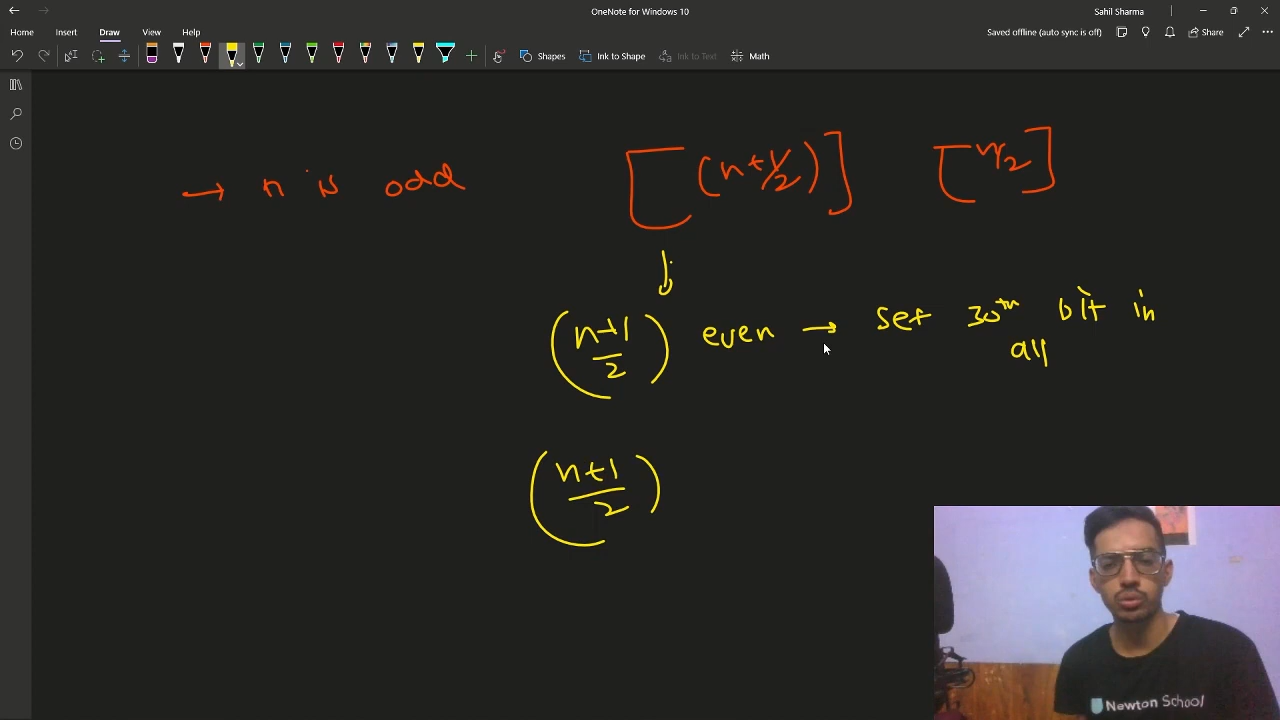 OneNote for Windows 10
Sahil Sharma
Home Insert Draw View Help
Saved offline (auto sync is off)
Share
Shapes Ink to Shape Ink to Text Math
→ n is odd [(n+1/2)] [n/2]
(n+1/2) even → set 30th bit in
all
(n+1/2)
Newton School